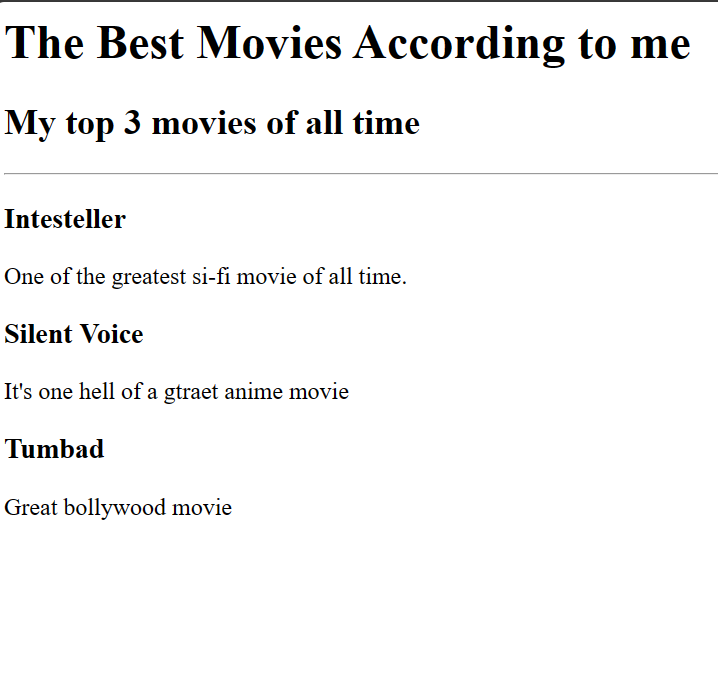 The Best Movies According to me
My top 3 movies of all time
Intesteller
One of the greatest si-fi movie of all time.
Silent Voice
It's one hell of a gtraet anime movie
Tumbad
Great bollywood movie